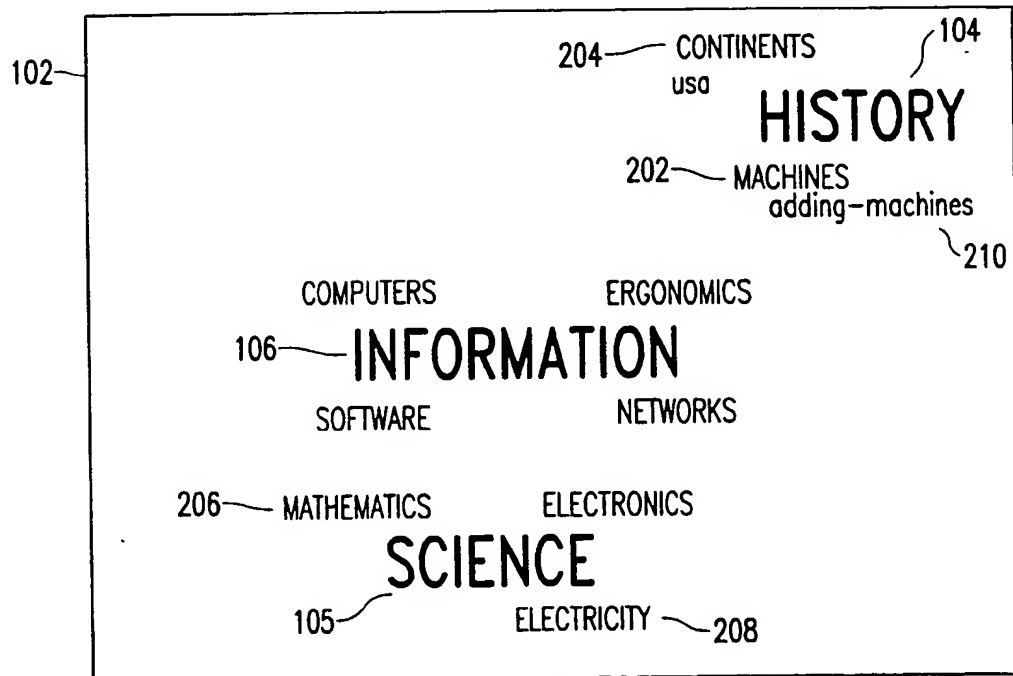 204 CONTINENTS 104
102 usa
HISTORY
202 MACHINES
adding-machines
210
COMPUTERS ERGONOMICS
106 INFORMATION
SOFTWARE NETWORKS
206 MATHEMATICS ELECTRONICS
SCIENCE
105 ELECTRICITY 208